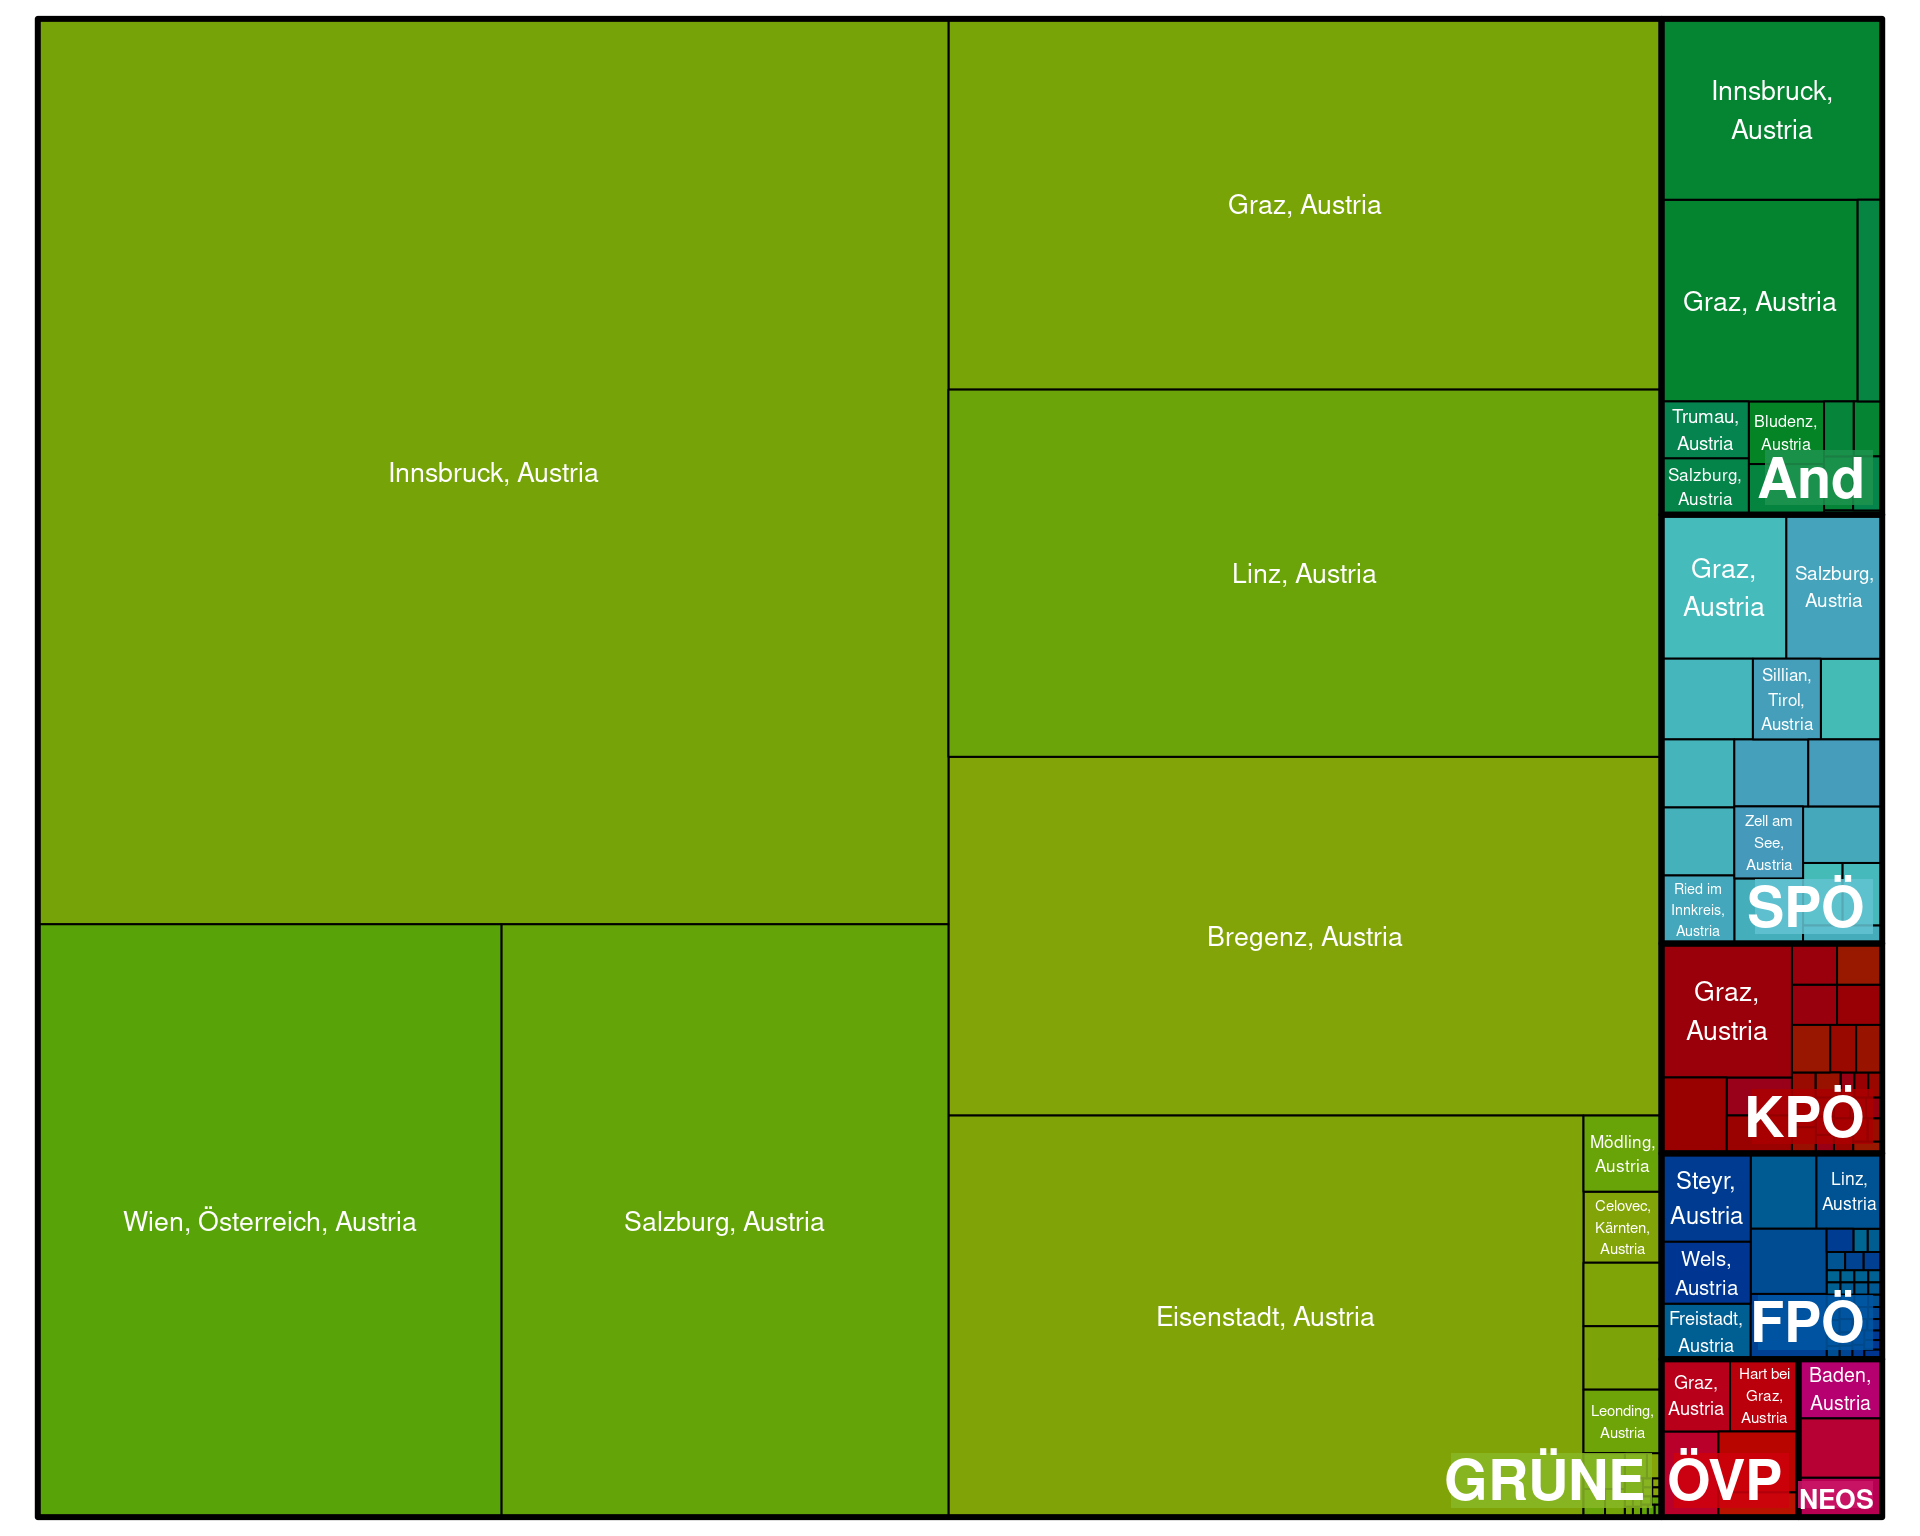 Innsbruck, Austria
Wien, Österreich, Austria
Salzburg, Austria
Graz, Austria
Linz, Austria
Bregenz, Austria
Eisenstadt, Austria
Mödling,
Austria
Celovec,
Kärnten,
Austria
Leonding,
Austria
GRÜNE
Innsbruck,
Austria
Graz, Austria
Trumau,
Austria
Salzburg,
Austria
Bludenz,
Austria
And
Graz,
Austria
Salzburg,
Austria
Sillian,
Tirol,
Austria
Zell am
See,
Austria
Ried im
Innkreis,
Austria
SPÖ
Graz,
Austria
KPÖ
Steyr,
Austria
Linz,
Austria
Wels,
Austria
Freistadt,
Austria
FPÖ
Graz,
Austria
Hart bei
Graz,
Austria
ÖVP
Baden,
Austria
NEOS